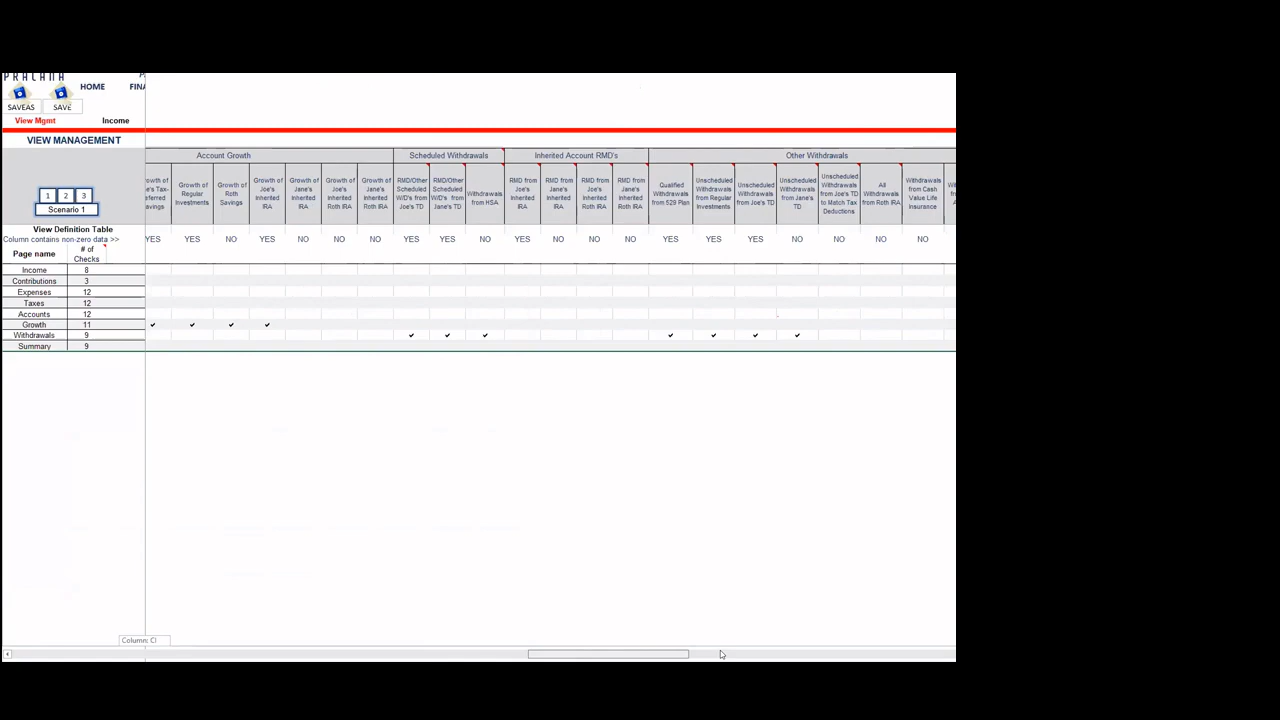 PRALANA
HOME FINA
SAVEAS SAVE
View Mgmt Income
VIEW MANAGEMENT
Account Growth Scheduled Withdrawals Inherited Account RMD's Other Withdrawals
1 2 3
Scenario 1
Growth of Regular Investments
Growth of Roth Savings
Growth of Joe's Inherited IRA
Growth of Jane's Inherited IRA
Growth of Joe's Inherited Roth IRA
Growth of Jane's Inherited Roth IRA
RMD/Other Scheduled W/D's from Joe's TD
RMD/Other Scheduled W/D's from Jane's TD
Withdrawals from HSA
RMD from Joe's Inherited IRA
RMD from Jane's Inherited IRA
RMD from Joe's Inherited Roth IRA
RMD from Jane's Inherited Roth IRA
Qualified Withdrawals from 529 Plan
Unscheduled Withdrawals from Regular Investments
Unscheduled Withdrawals from Joe's TD
Unscheduled Withdrawals from Jane's TD
Unscheduled Withdrawals from Joe's TD to Match Tax Deductions
All Withdrawals from Roth IRA
Withdrawals from Cash Value Life Insurance
View Definition Table
Column contains non-zero data >> YES YES NO YES NO NO NO YES YES NO YES NO NO NO YES YES YES NO NO NO NO
Page name # of Checks
Income 8
Contributions 3
Expenses 12
Taxes 12
Accounts 12
Growth 11 ✓ ✓ ✓ ✓
Withdrawals 9 ✓ ✓ ✓ ✓ ✓ ✓ ✓
Summary 9
Column: CI